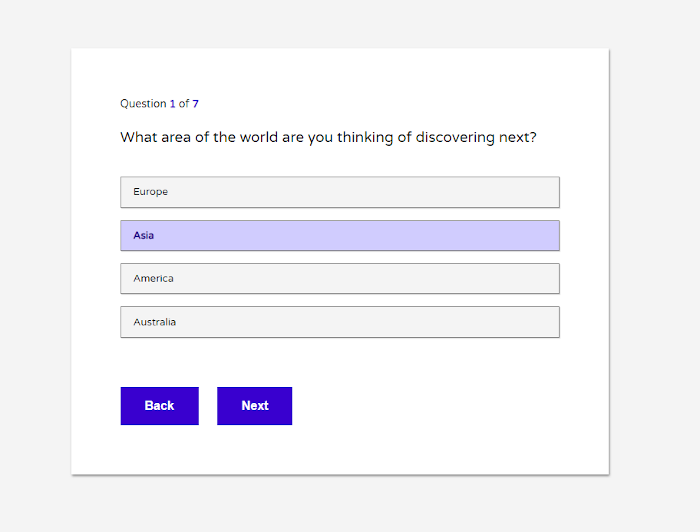 Question 1 of 7
What area of the world are you thinking of discovering next?
Europe
Asia
America
Australia
Back Next